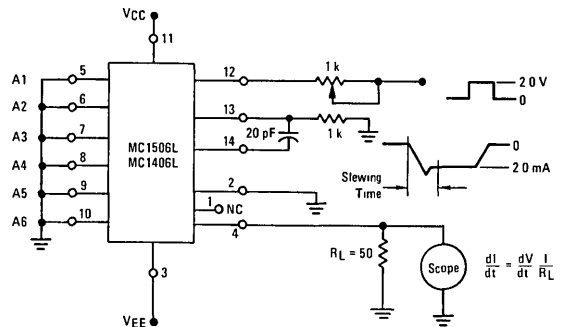 VCC
11
A1 5
A2 6
A3 7
A4 8
A5 9
A6 10
MC1506L
MC1406L
12
1 k
13
20 pF
1 k
14
2
1 NC
4
3
VEE
RL = 50
Scope
2 0 V
0
0
2 0 mA
Slewing
Time
dI/dt = dV/dt I/RL